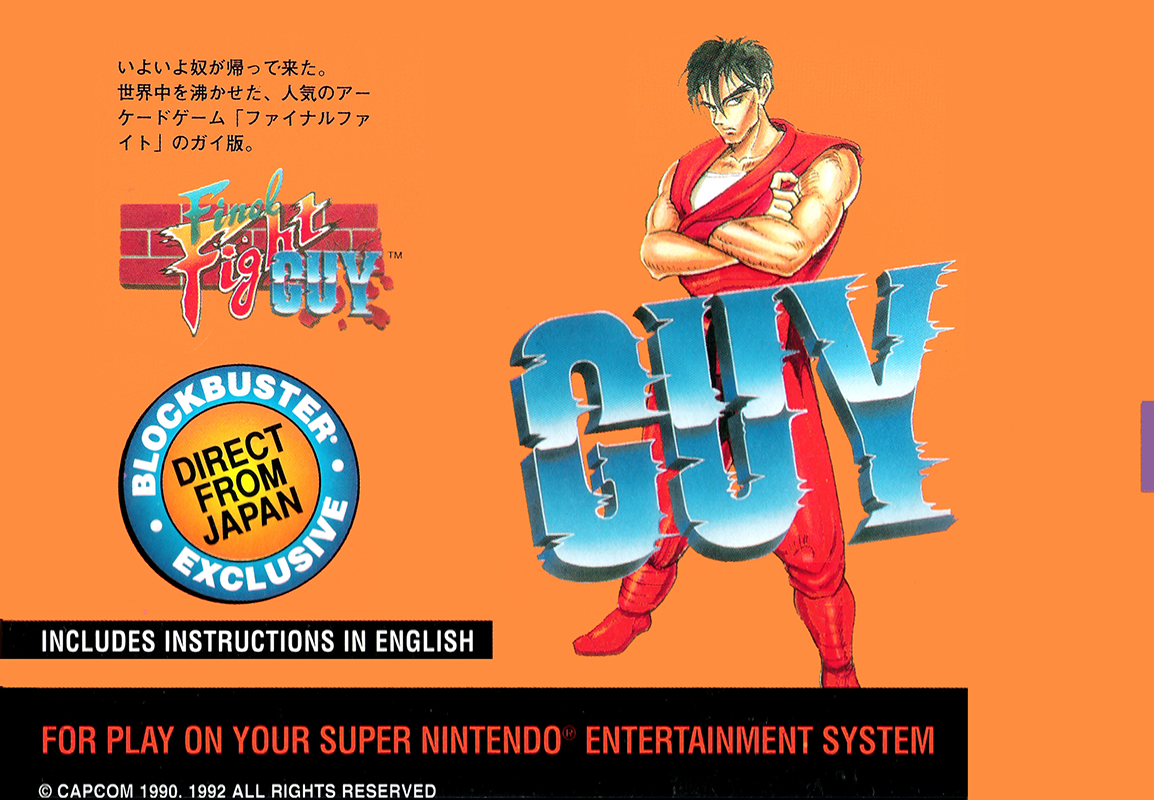 いよいよ奴が帰って来た。
世界中を沸かせた、人気のアー
ケードゲーム「ファイナルファ
イト」のガイ版。
Final
Fight
GUY™
BLOCKBUSTER®
DIRECT
FROM
JAPAN
EXCLUSIVE
GUY
INCLUDES INSTRUCTIONS IN ENGLISH
FOR PLAY ON YOUR SUPER NINTENDO® ENTERTAINMENT SYSTEM
© CAPCOM 1990. 1992 ALL RIGHTS RESERVED